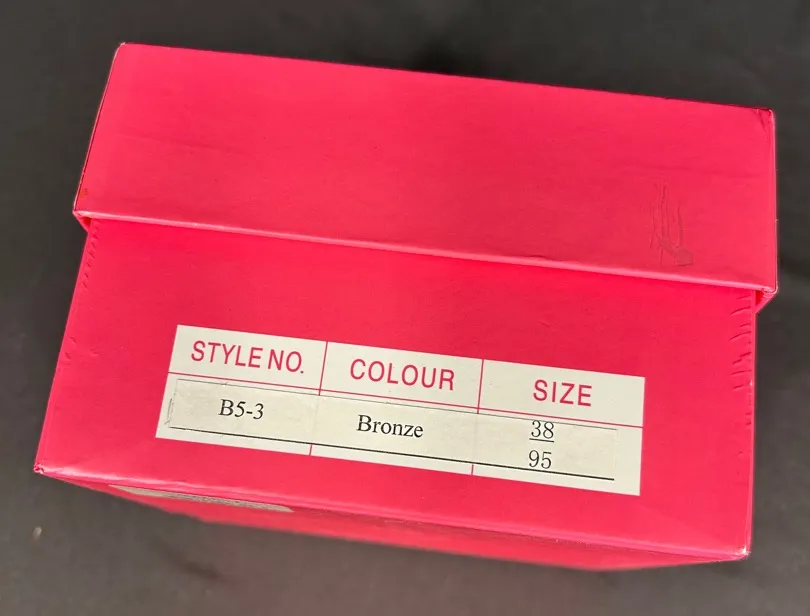 STYLE NO. COLOUR SIZE
B5-3 Bronze 38
95